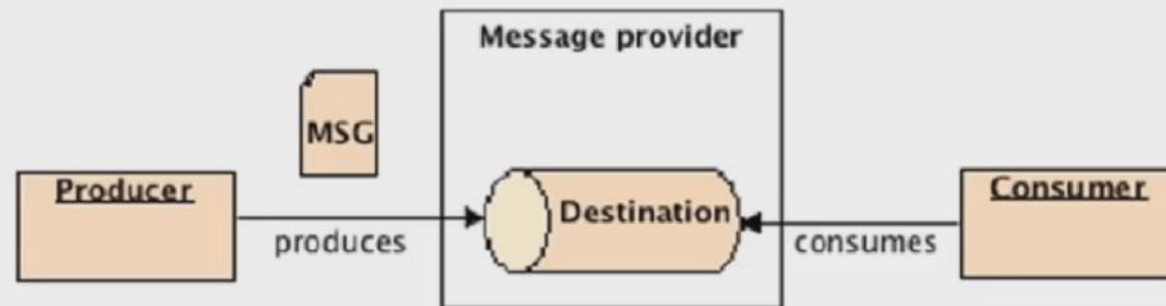 Message provider
MSG
Producer
Destination
Consumer
produces
consumes